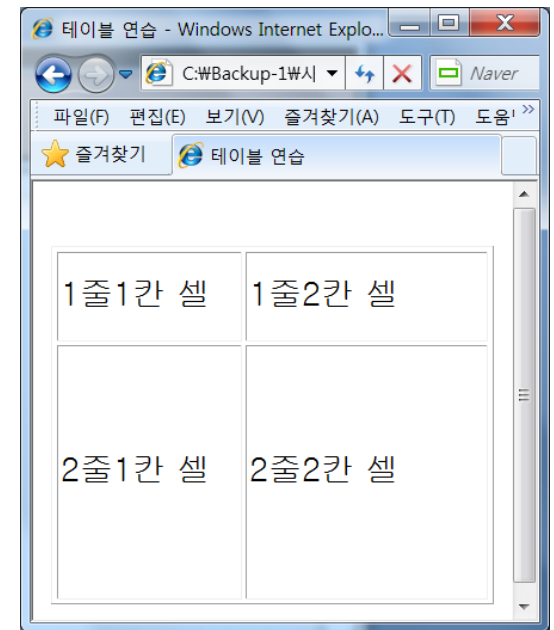 테이블 연습 - Windows Internet Explo...
C:₩Backup-1₩시
Naver
파일(F) 편집(E) 보기(V) 즐겨찾기(A) 도구(T) 도움
즐겨찾기 테이블 연습
1줄1칸 셀 1줄2칸 셀
2줄1칸 셀 2줄2칸 셀